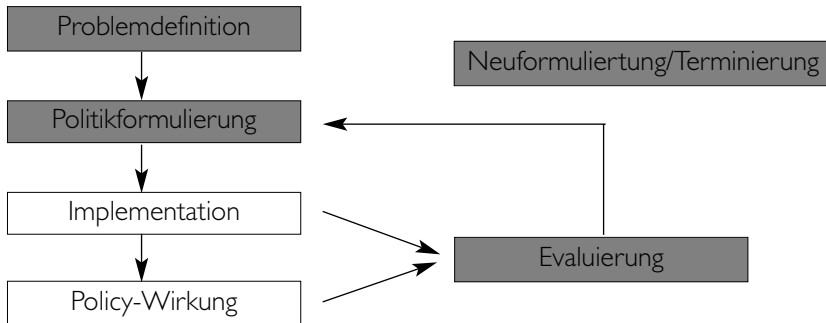 Problemdefinition
Neuformuliertung/Terminierung
Politikformulierung
Implementation
Evaluierung
Policy-Wirkung